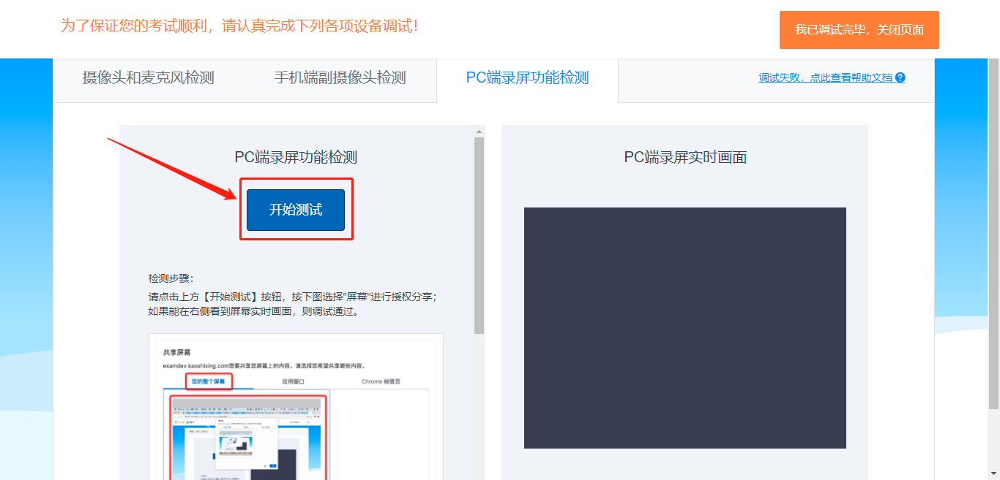 为了保证您的考试顺利，请认真完成下列各项设备调试！
我已调试完毕，关闭页面
摄像头和麦克风检测
手机端副摄像头检测
PC端录屏功能检测
调试失败，点此查看帮助文档
PC端录屏功能检测
开始测试
检测步骤：
请点击上方【开始测试】按钮，按下图选择"屏幕"进行授权分享；
如果能在右侧看到屏幕实时画面，则调试通过。
共享屏幕
examdev.kaoshixing.com想要共享您屏幕上的内容。请选择您希望共享哪些内容。
您的整个屏幕
应用窗口
Chrome 标签页
PC端录屏实时画面